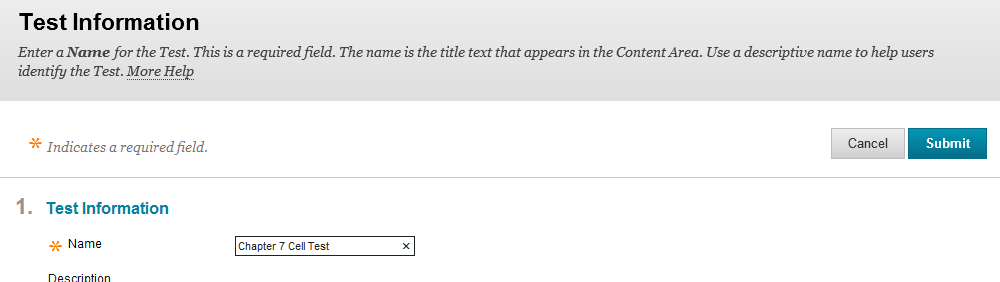 Test Information
Enter a Name for the Test. This is a required field. The name is the title text that appears in the Content Area. Use a descriptive name to help users
identify the Test. More Help
* Indicates a required field.
Cancel Submit
1. Test Information
* Name Chapter 7 Cell Test ×
Description